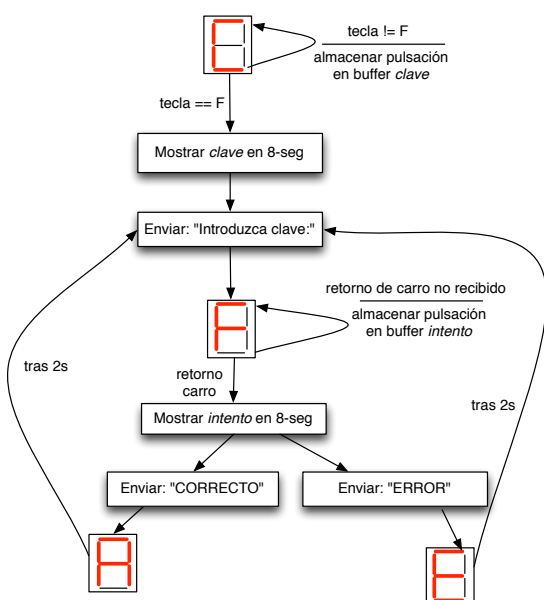 tecla != F
almacenar pulsación
en buffer clave
tecla == F
Mostrar clave en 8-seg
Enviar: "Introduzca clave:"
retorno de carro no recibido
almacenar pulsación
en buffer intento
tras 2s
retorno
carro
tras 2s
Mostrar intento en 8-seg
Enviar: "CORRECTO"
Enviar: "ERROR"